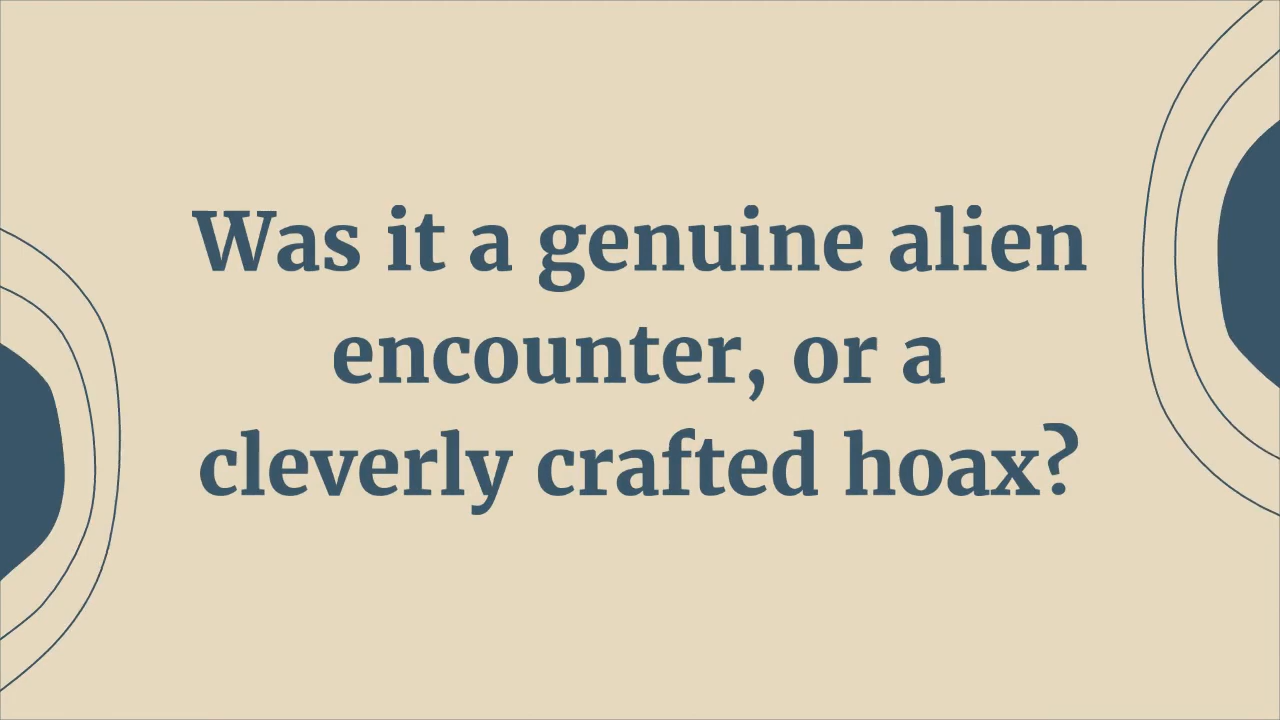 Was it a genuine alien
encounter, or a
cleverly crafted hoax?